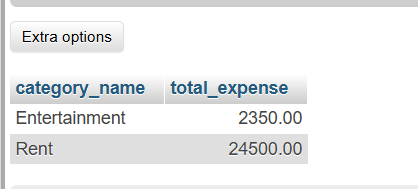 Extra options
category_name total_expense
Entertainment 2350.00
Rent 24500.00